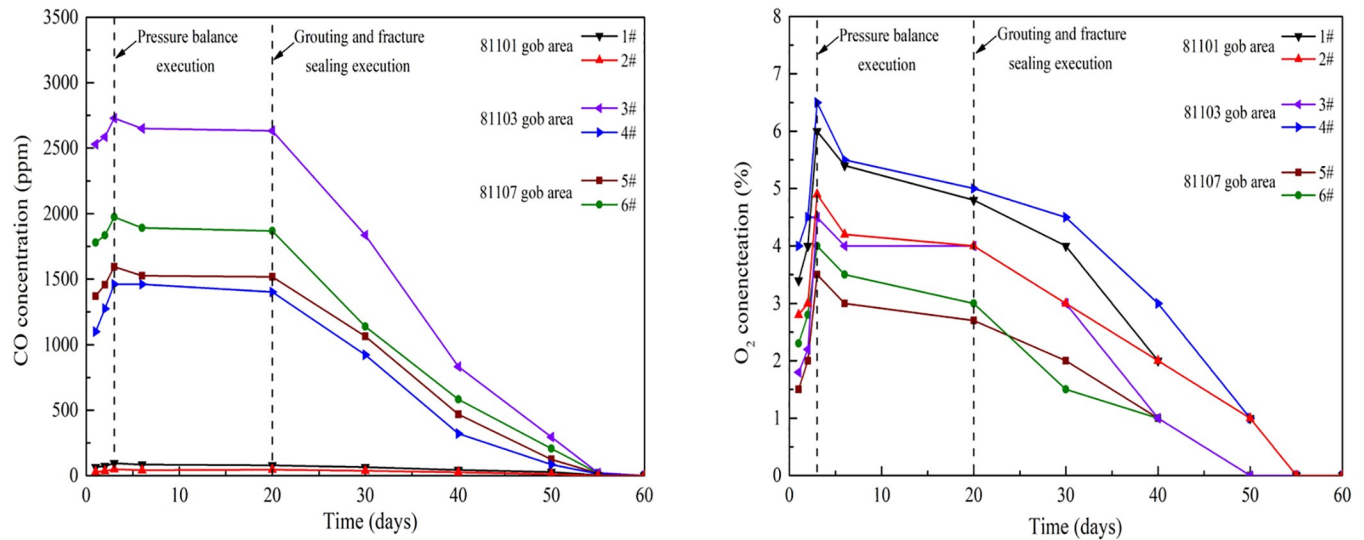 3500
3000
2500
2000
1500
1000
500
0
CO concentration (ppm)
Pressure balance
execution
Grouting and fracture
sealing execution
81101 gob area
1#
2#
81103 gob area
3#
4#
81107 gob area
5#
6#
0 10 20 30 40 50 60
Time (days)
8
7
6
5
4
3
2
1
0
O2 conencteation (%)
Pressure balance
execution
Grouting and fracture
sealing execution
81101 gob area
1#
2#
81103 gob area
3#
4#
81107 gob area
5#
6#
0 10 20 30 40 50 60
Time (days)